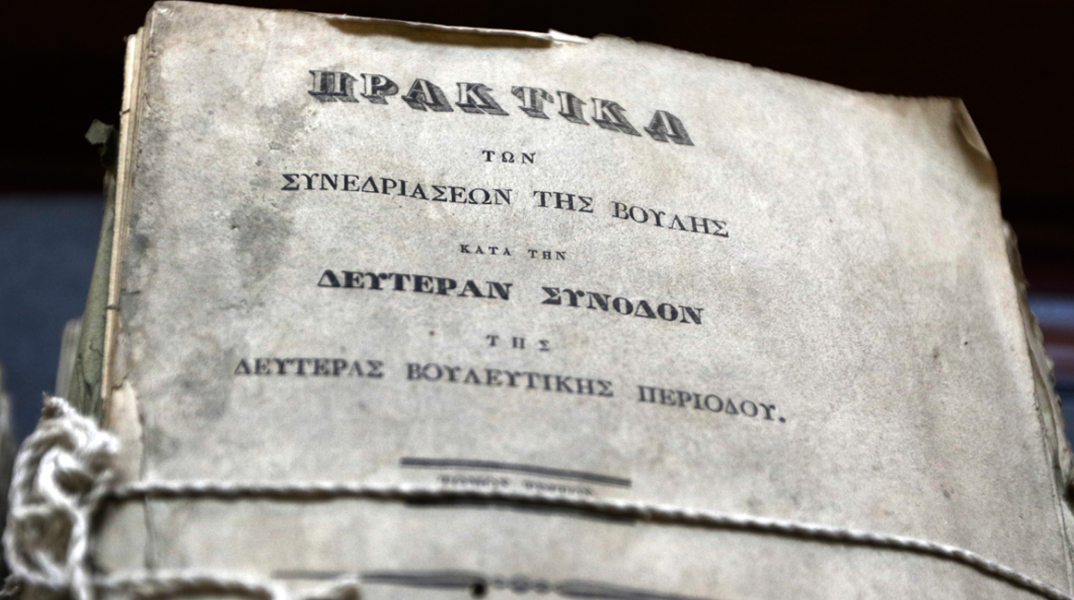 ΠΡΑΚΤΙΚΑ
ΤΩΝ
ΣΥΝΕΔΡΙΑΣΕΩΝ ΤΗΣ ΒΟΥΛΗΣ
ΚΑΤΑ ΤΗΝ
ΔΕΥΤΕΡΑΝ ΣΥΝΟΔΟΝ
ΤΗΣ
ΔΕΥΤΕΡΑΣ ΒΟΥΛΕΥΤΙΚΗΣ ΠΕΡΙΟΔΟΥ.